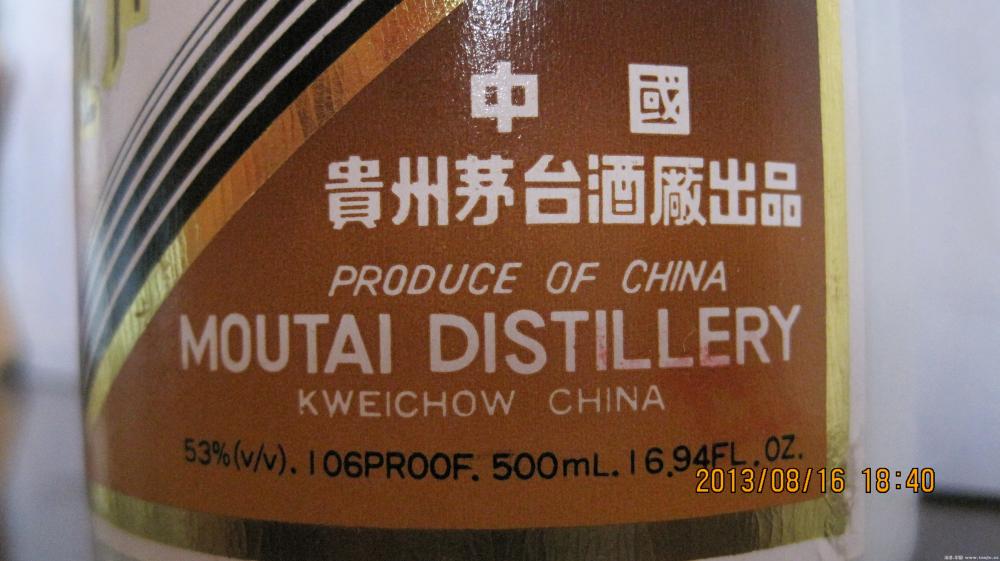 中國
貴州茅台酒廠出品
PRODUCE OF CHINA
MOUTAI DISTILLERY
KWEICHOW CHINA
53%(v/v). 106PROOF. 500mL. 16.94FL.OZ.
2013/08/16 18:40